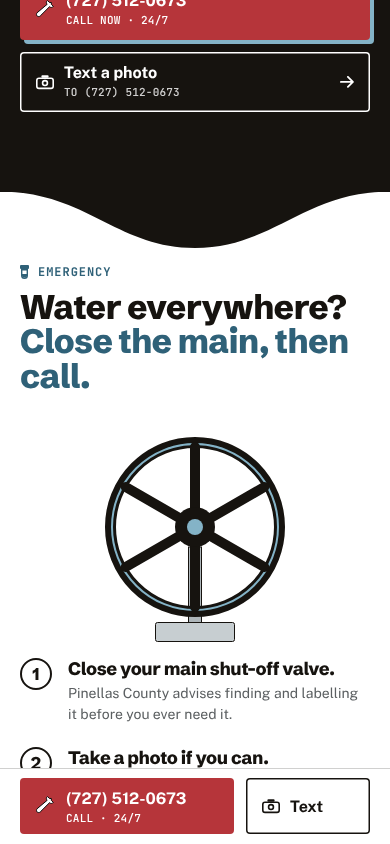 (727) 512-0673
CALL NOW · 24/7
Text a photo
TO (727) 512-0673
EMERGENCY
Water everywhere?
Close the main, then
call.
1
Close your main shut-off valve.
Pinellas County advises finding and labelling
it before you ever need it.
2
Take a photo if you can.
(727) 512-0673
CALL · 24/7
Text